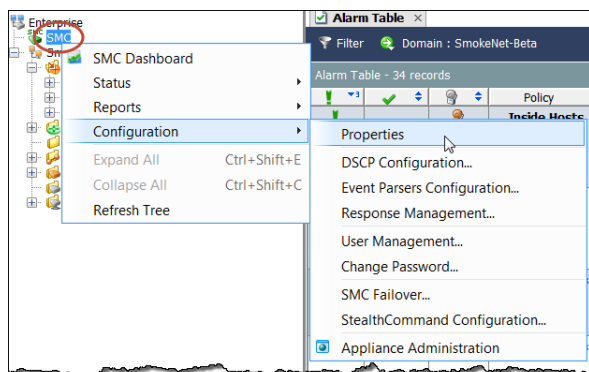 Enterprise
SMC
SMC Dashboard
Status
Reports
Configuration
Expand All Ctrl+Shift+E
Collapse All Ctrl+Shift+C
Refresh Tree
Alarm Table ×
Filter Domain : SmokeNet-Beta
Alarm Table - 34 records
Policy
Inside Hosts
Properties
DSCP Configuration...
Event Parsers Configuration...
Response Management...
User Management...
Change Password...
SMC Failover...
StealthCommand Configuration...
Appliance Administration